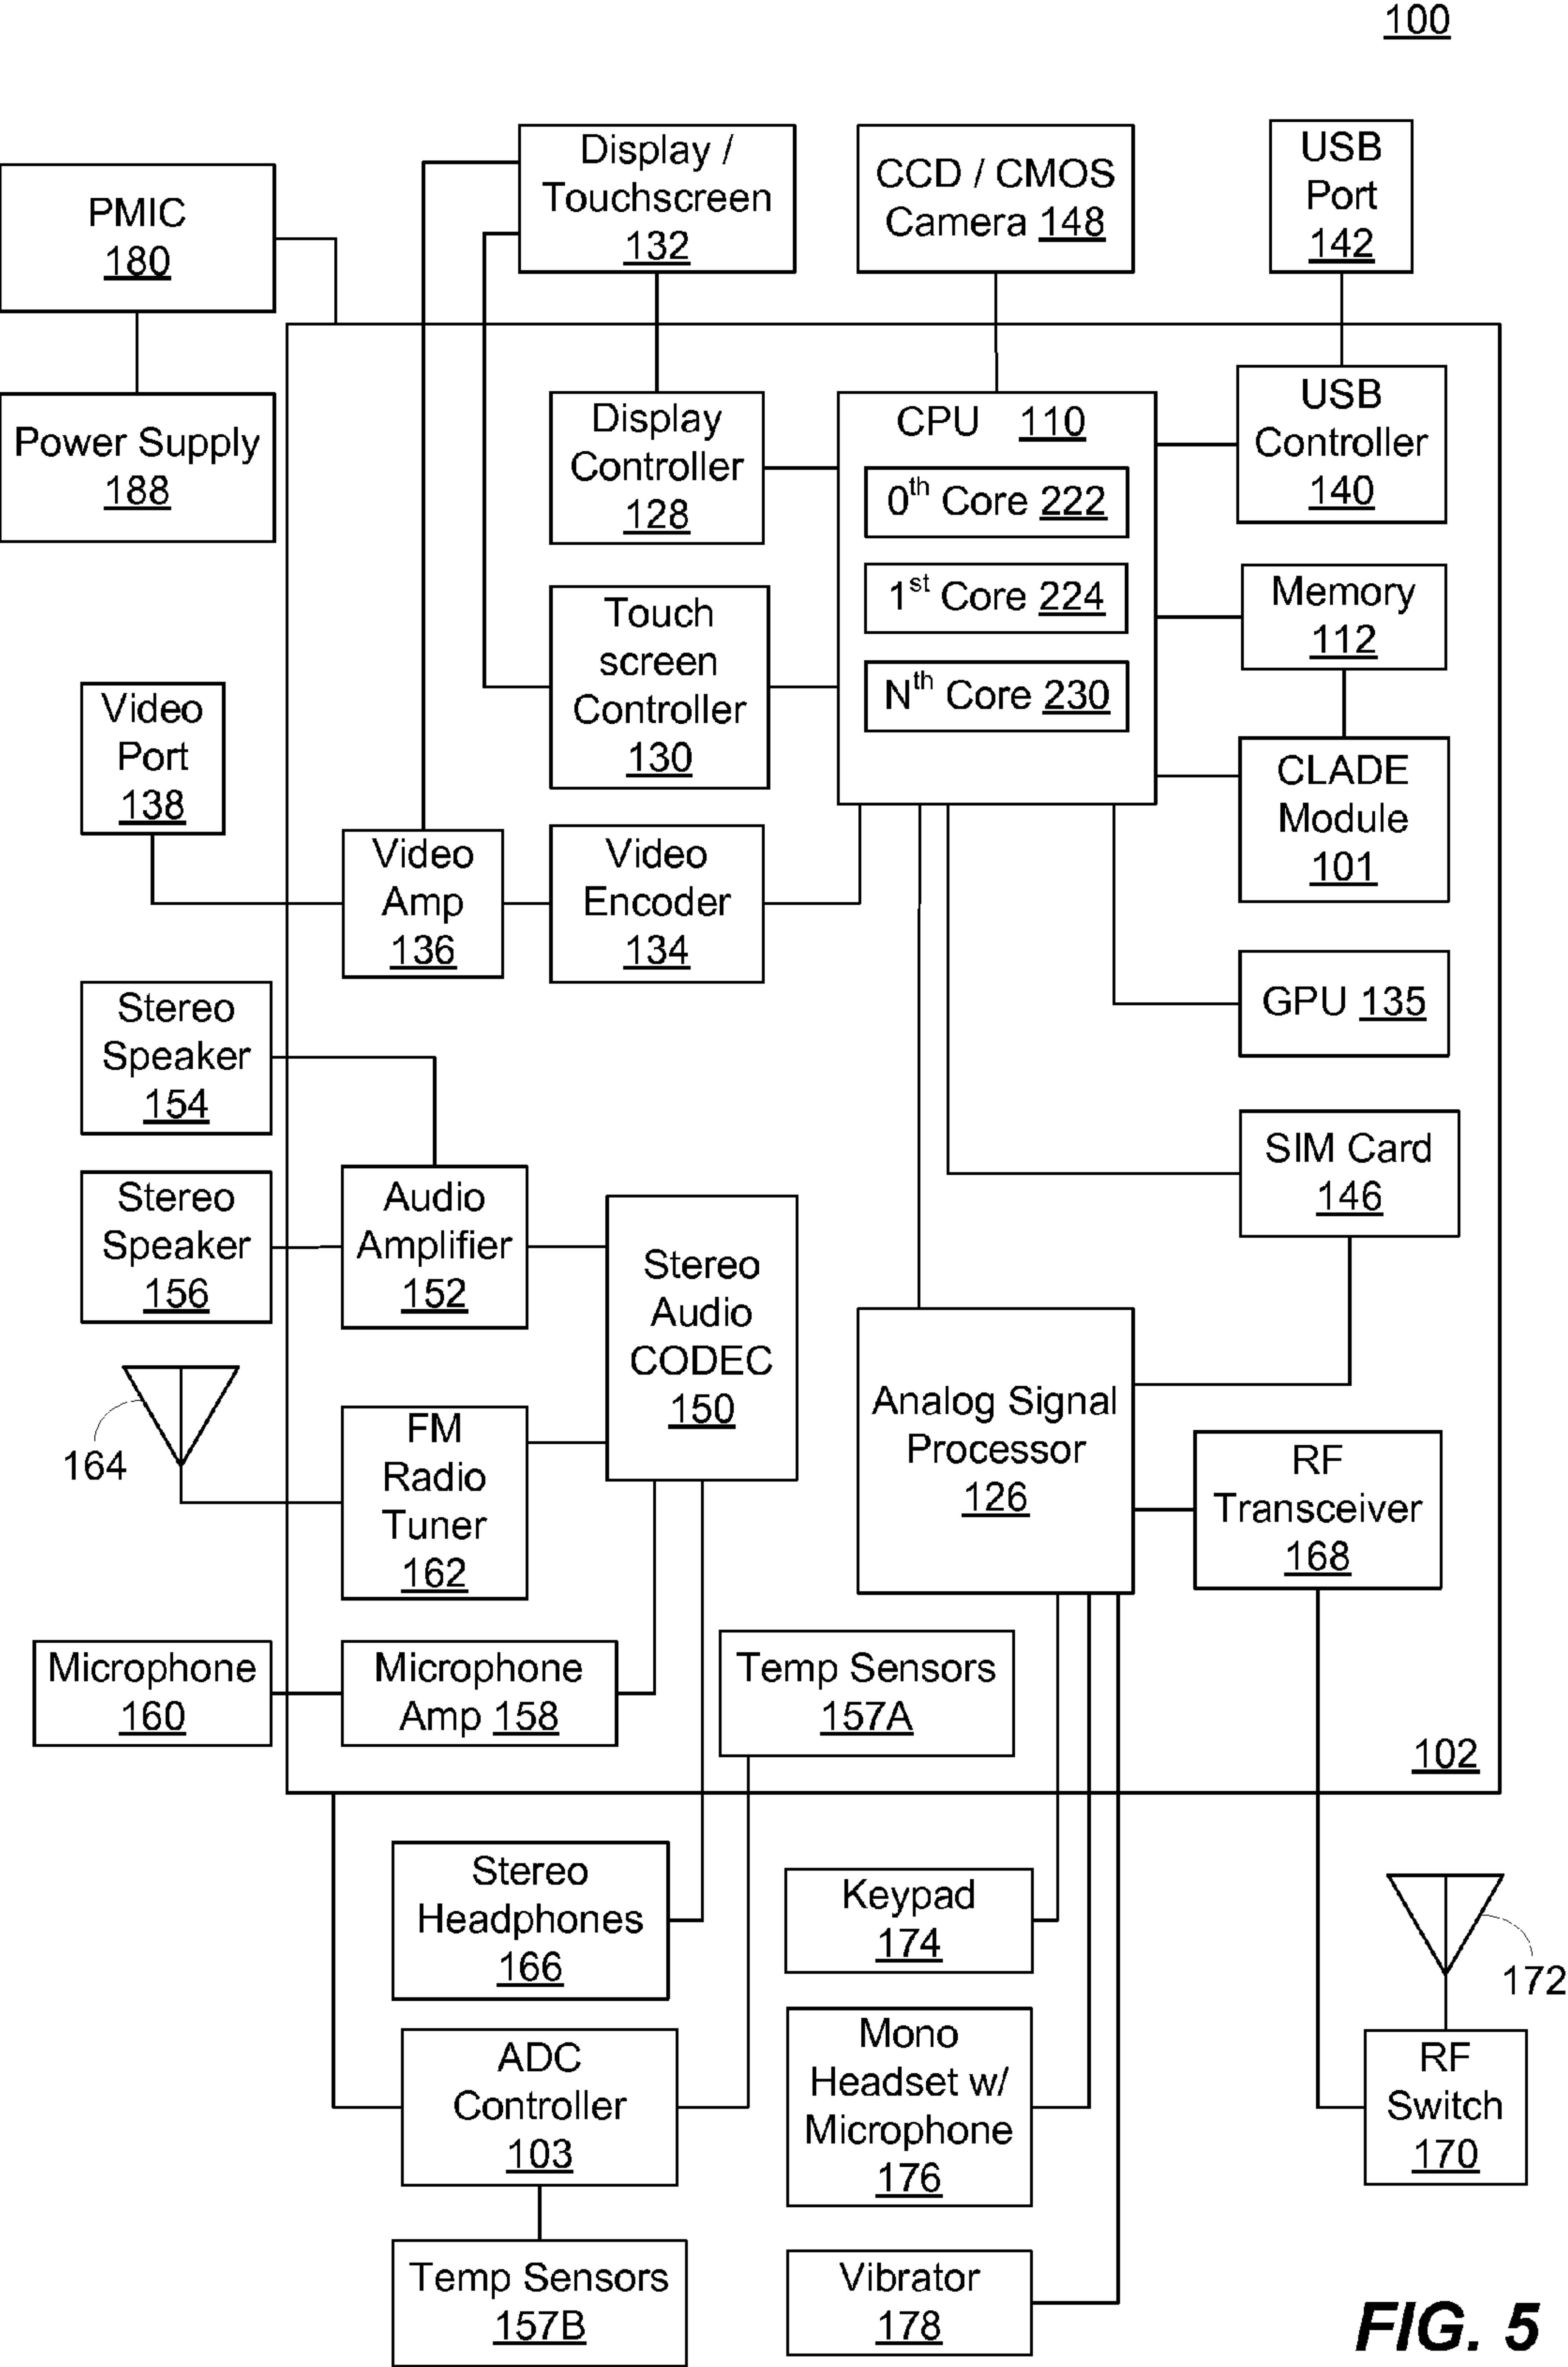 100
PMIC
180
Power Supply
188
Display /
Touchscreen
132
CCD / CMOS
Camera 148
USB
Port
142
Display
Controller
128
CPU 110
0th Core 222
1st Core 224
Nth Core 230
USB
Controller
140
Memory
112
Touch
screen
Controller
130
CLADE
Module
101
Video
Port
138
Video
Amp
136
Video
Encoder
134
GPU 135
Stereo
Speaker
154
SIM Card
146
Stereo
Speaker
156
Audio
Amplifier
152
Stereo
Audio
CODEC
150
164
FM
Radio
Tuner
162
Analog Signal
Processor
126
RF
Transceiver
168
Microphone
160
Microphone
Amp 158
Temp Sensors
157A
102
Stereo
Headphones
166
Keypad
174
172
ADC
Controller
103
Mono
Headset w/
Microphone
176
RF
Switch
170
Temp Sensors
157B
Vibrator
178
FIG. 5